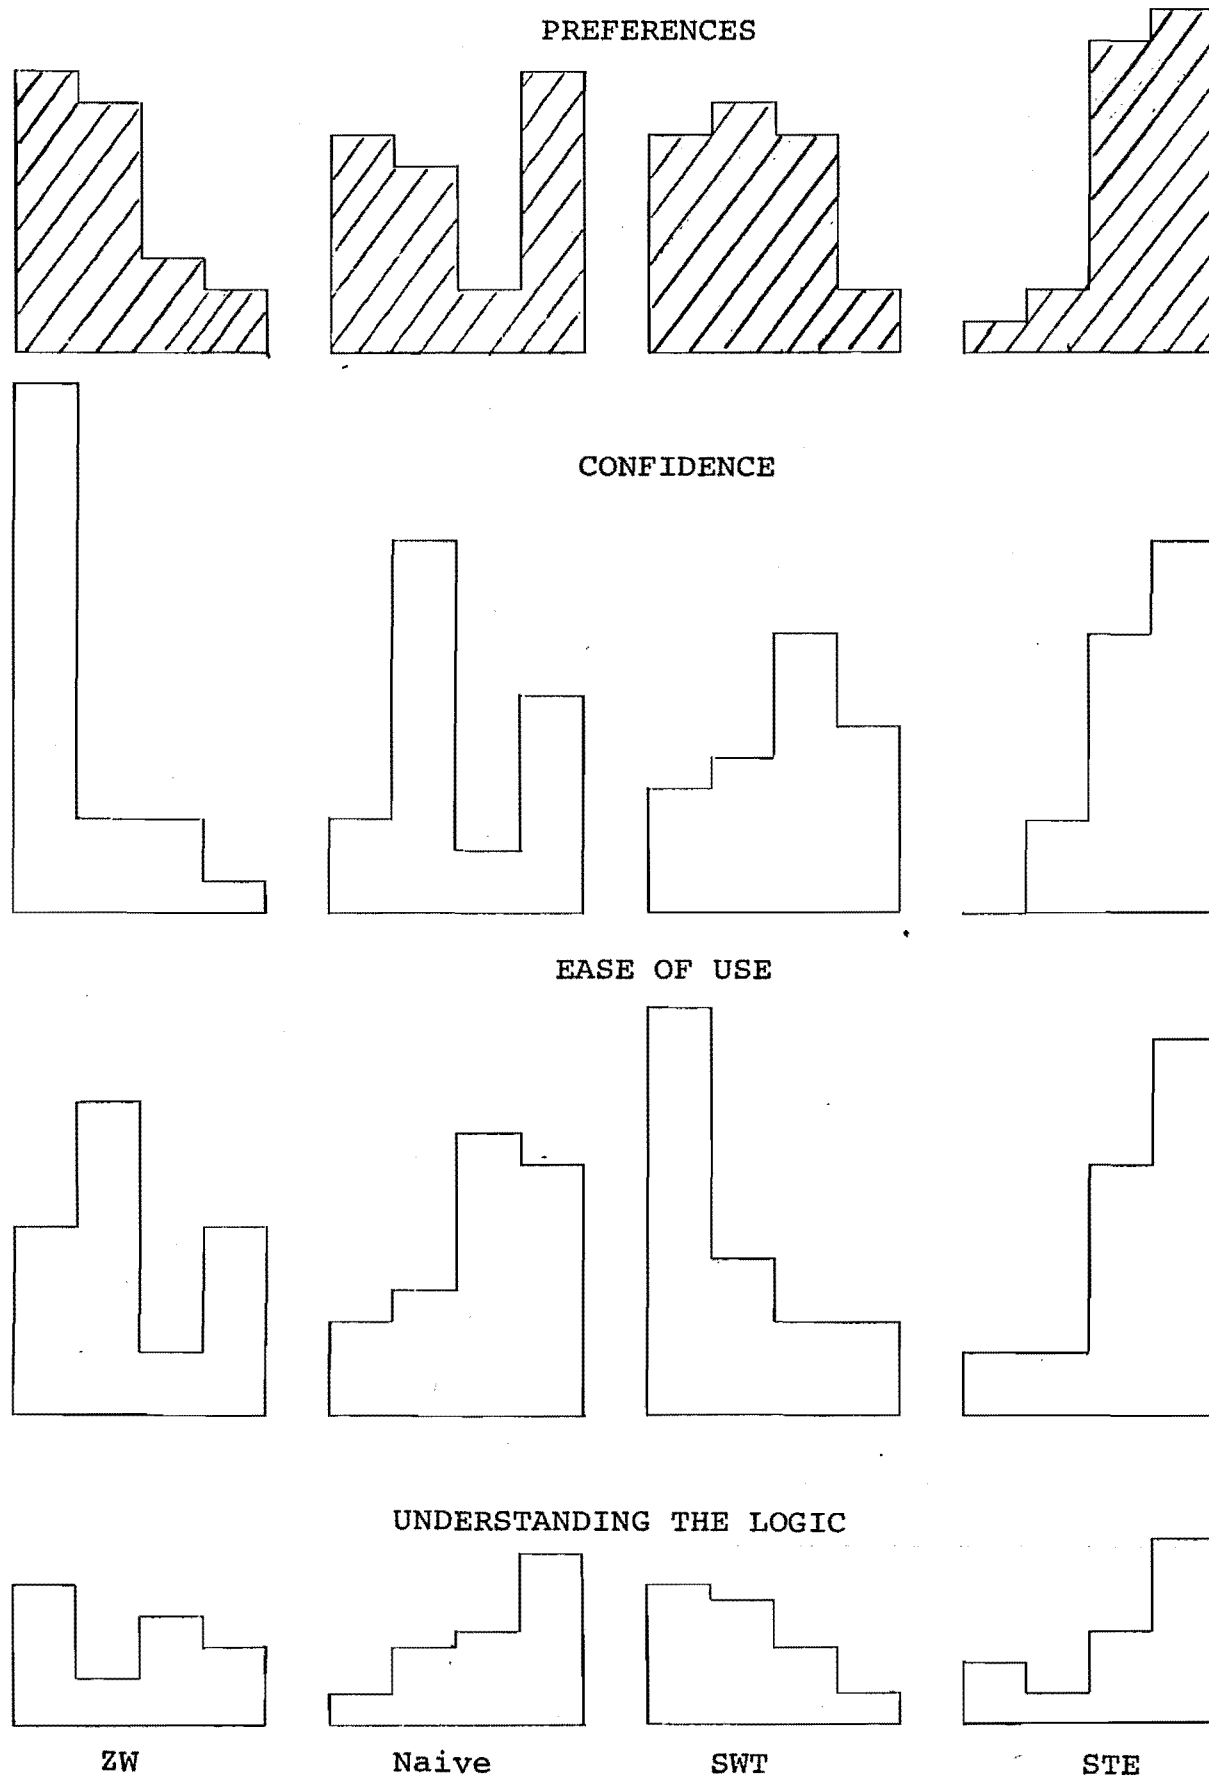 PREFERENCES
CONFIDENCE
EASE OF USE
UNDERSTANDING THE LOGIC
ZW Naive SWT STE